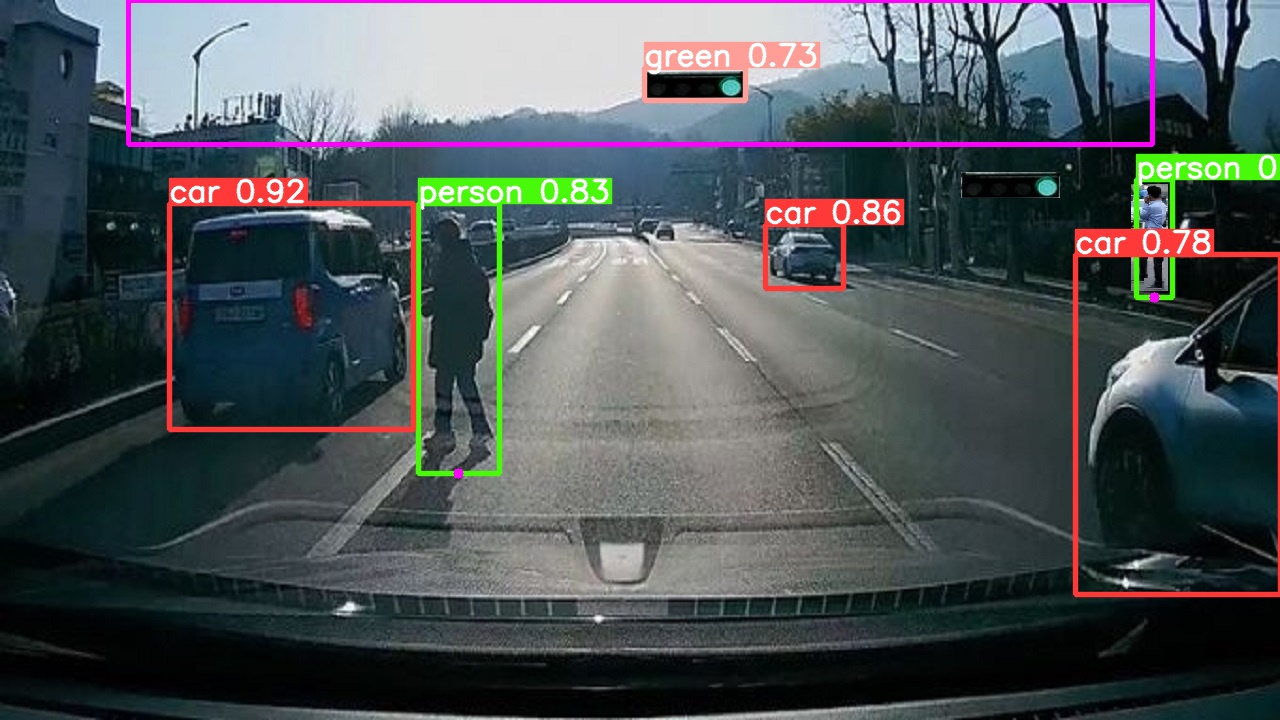 green 0.73
person 0
car 0.92
person 0.83
car 0.86
car 0.78